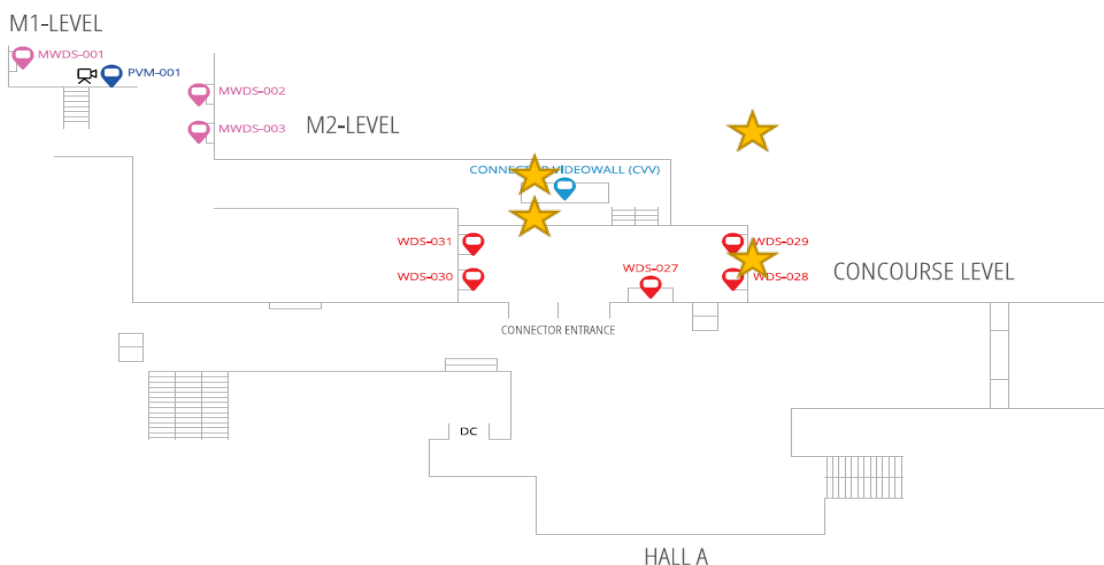 M1-LEVEL
MWDS-001
PVM-001
MWDS-002
MWDS-003
M2-LEVEL
CONNECTOR VIDEOWALL (CVV)
WDS-031
WDS-029
WDS-030
WDS-027
WDS-028
CONCOURSE LEVEL
CONNECTOR ENTRANCE
DC
HALL A